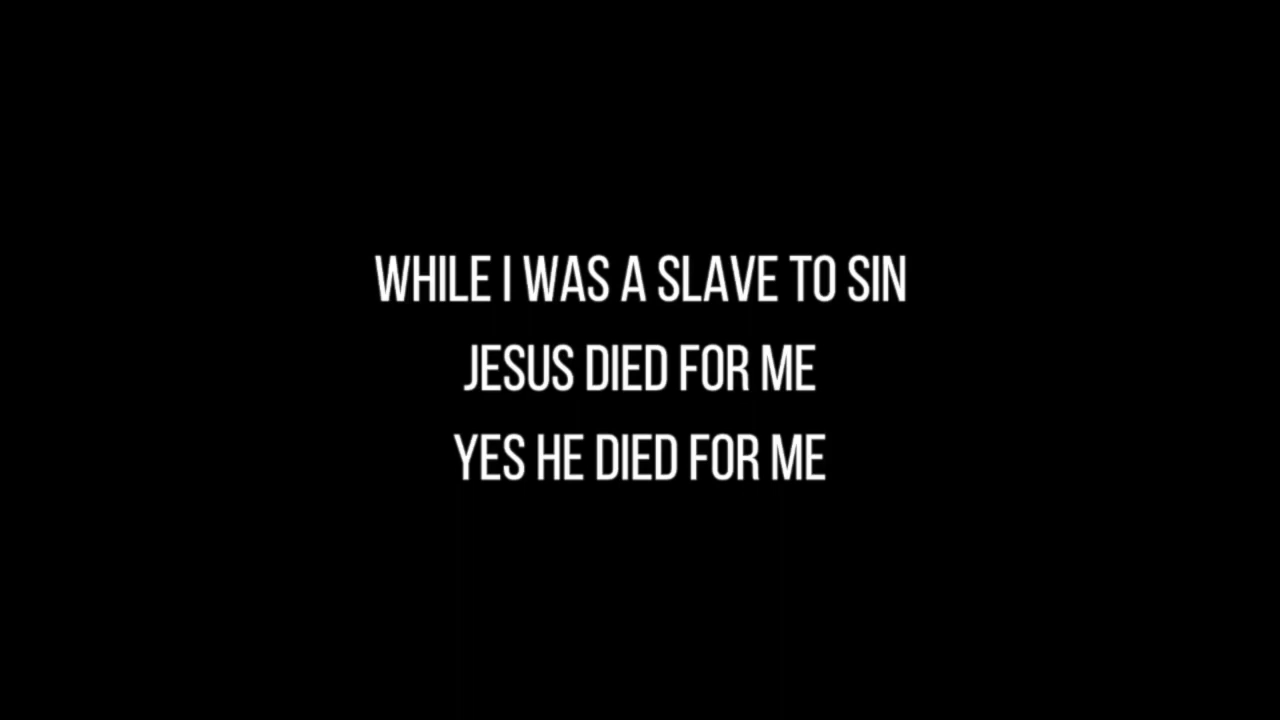 WHILE I WAS A SLAVE TO SIN
JESUS DIED FOR ME
YES HE DIED FOR ME